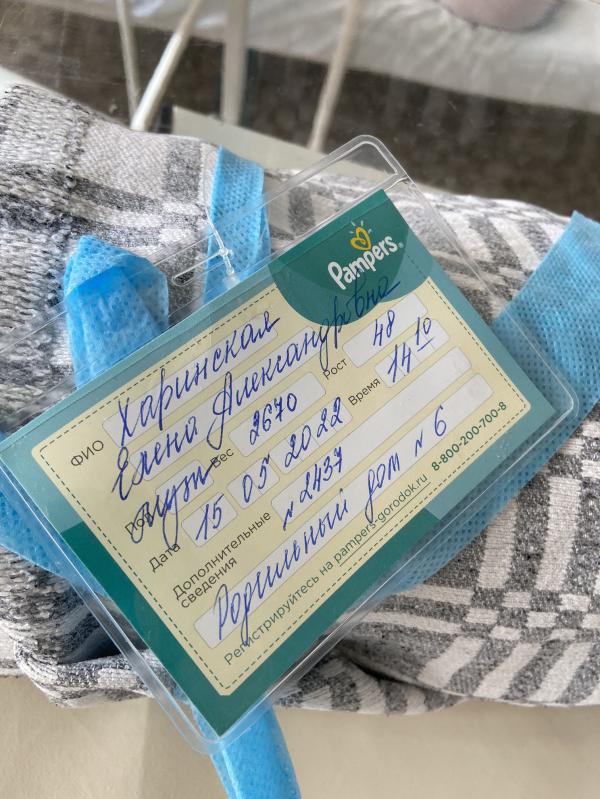 Pampers®
ФИО Харинская
Елена Александровна
Пол муж Вес 2670 Рост 48
Дата 15 05 2022 Время 14 10
Дополнительные сведения № 2437
Родильный дом № 6
Регистрируйтесь на pampers-gorodok.ru 8-800-200-700-8